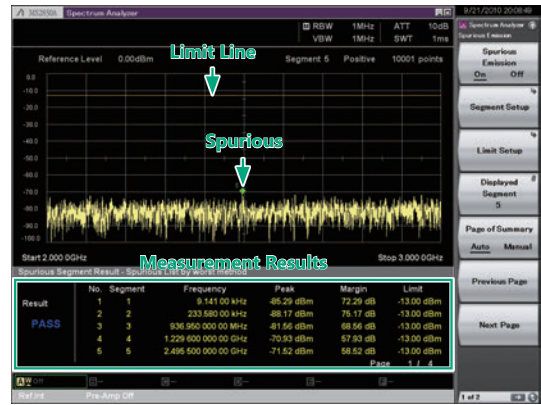 MS2850A Spectrum Analyzer 9/21/2010 20:08:49
RBW 1MHz ATT 10dB
VBW 1MHz SWT 1ms
Reference Level 0.00dBm Segment 5 Positive 10001 points
Limit Line
0.0
-10.0
-20.0
-30.0
-40.0
-50.0
-60.0
-70.0
-80.0
-90.0
-100.0
Spurious
Start 2.000 0GHz Stop 3.000 0GHz
Measurement Results
Spurious Segment Result - Spurious List by Worst method
No. Segment Frequency Peak Margin Limit
Result
PASS
1 1 9.141 00 kHz -85.29 dBm 72.29 dB -13.00 dBm
2 2 233.580 00 kHz -88.17 dBm 75.17 dB -13.00 dBm
3 3 936.950 000 00 MHz -81.56 dBm 68.56 dB -13.00 dBm
4 4 1.229 600 000 00 GHz -70.93 dBm 57.93 dB -13.00 dBm
5 5 2.495 500 000 00 GHz -71.52 dBm 58.52 dB -13.00 dBm
Page 1 / 4
Ref.Int Pre-Amp Off
Spectrum Analyzer
Spurious Emission
Spurious
Emission
On Off
Segment Setup
Limit Setup
Displayed
Segment
5
Page of Summary
Auto Manual
Previous Page
Next Page
1 of 2